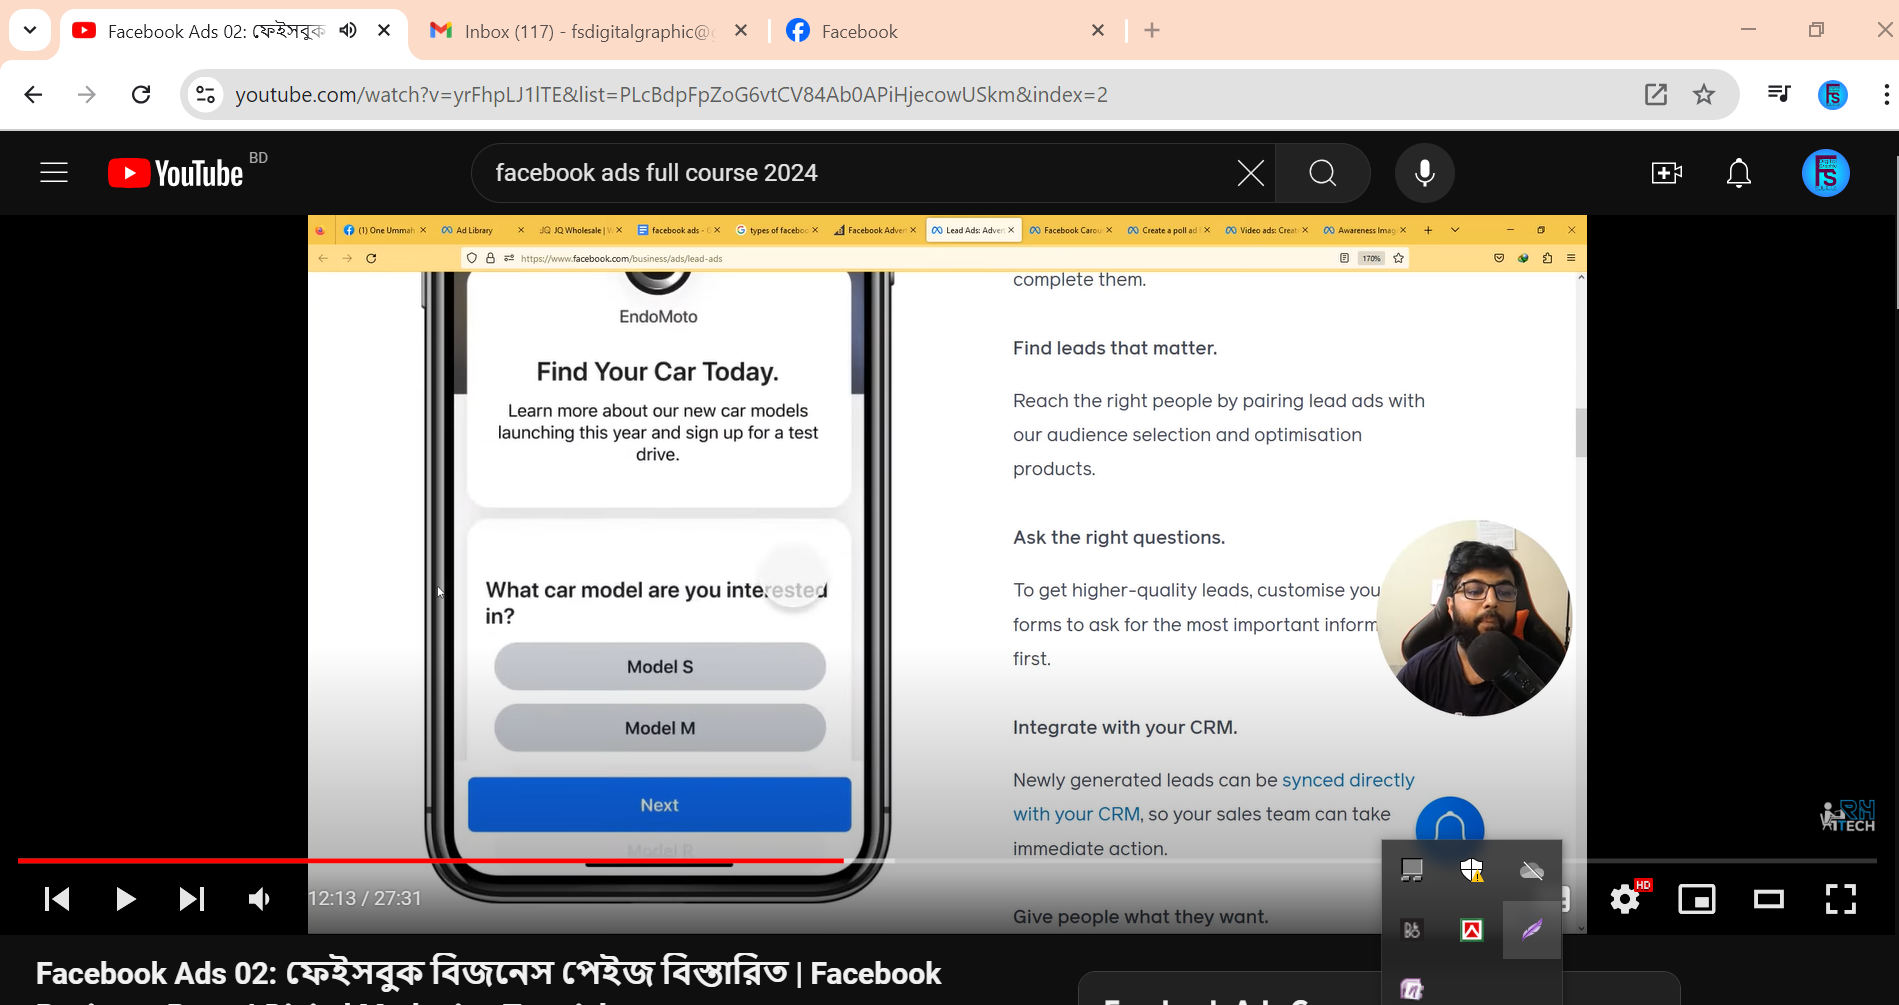 Facebook Ads 02: ফেইসবুক
Inbox (117) - fsdigitalgraphic@g
Facebook
youtube.com/watch?v=yrFhpLJ1lTE&list=PLcBdpFpZoG6vtCV84Ab0APiHjecowUSkm&index=2
YouTube BD
facebook ads full course 2024
(1) One Ummah
Ad Library
JQ JQ Wholesale | W
facebook ads - G
types of faceboo
Facebook Adver
Lead Ads: Adver
Facebook Carou
Create a poll ad
Video ads: Creat
Awareness Imag
https://www.facebook.com/business/ads/lead-ads
170%
EndoMoto
Find Your Car Today.
Learn more about our new car models
launching this year and sign up for a test
drive.
What car model are you interested
in?
Model S
Model M
Next
Model R
complete them.
Find leads that matter.
Reach the right people by pairing lead ads with
our audience selection and optimisation
products.
Ask the right questions.
To get higher-quality leads, customise you
forms to ask for the most important inform
first.
Integrate with your CRM.
Newly generated leads can be synced directly
with your CRM, so your sales team can take
immediate action.
Give people what they want.
RH
TECH
12:13 / 27:31
HD
Facebook Ads 02: ফেইসবুক বিজনেস পেইজ বিস্তারিত | Facebook